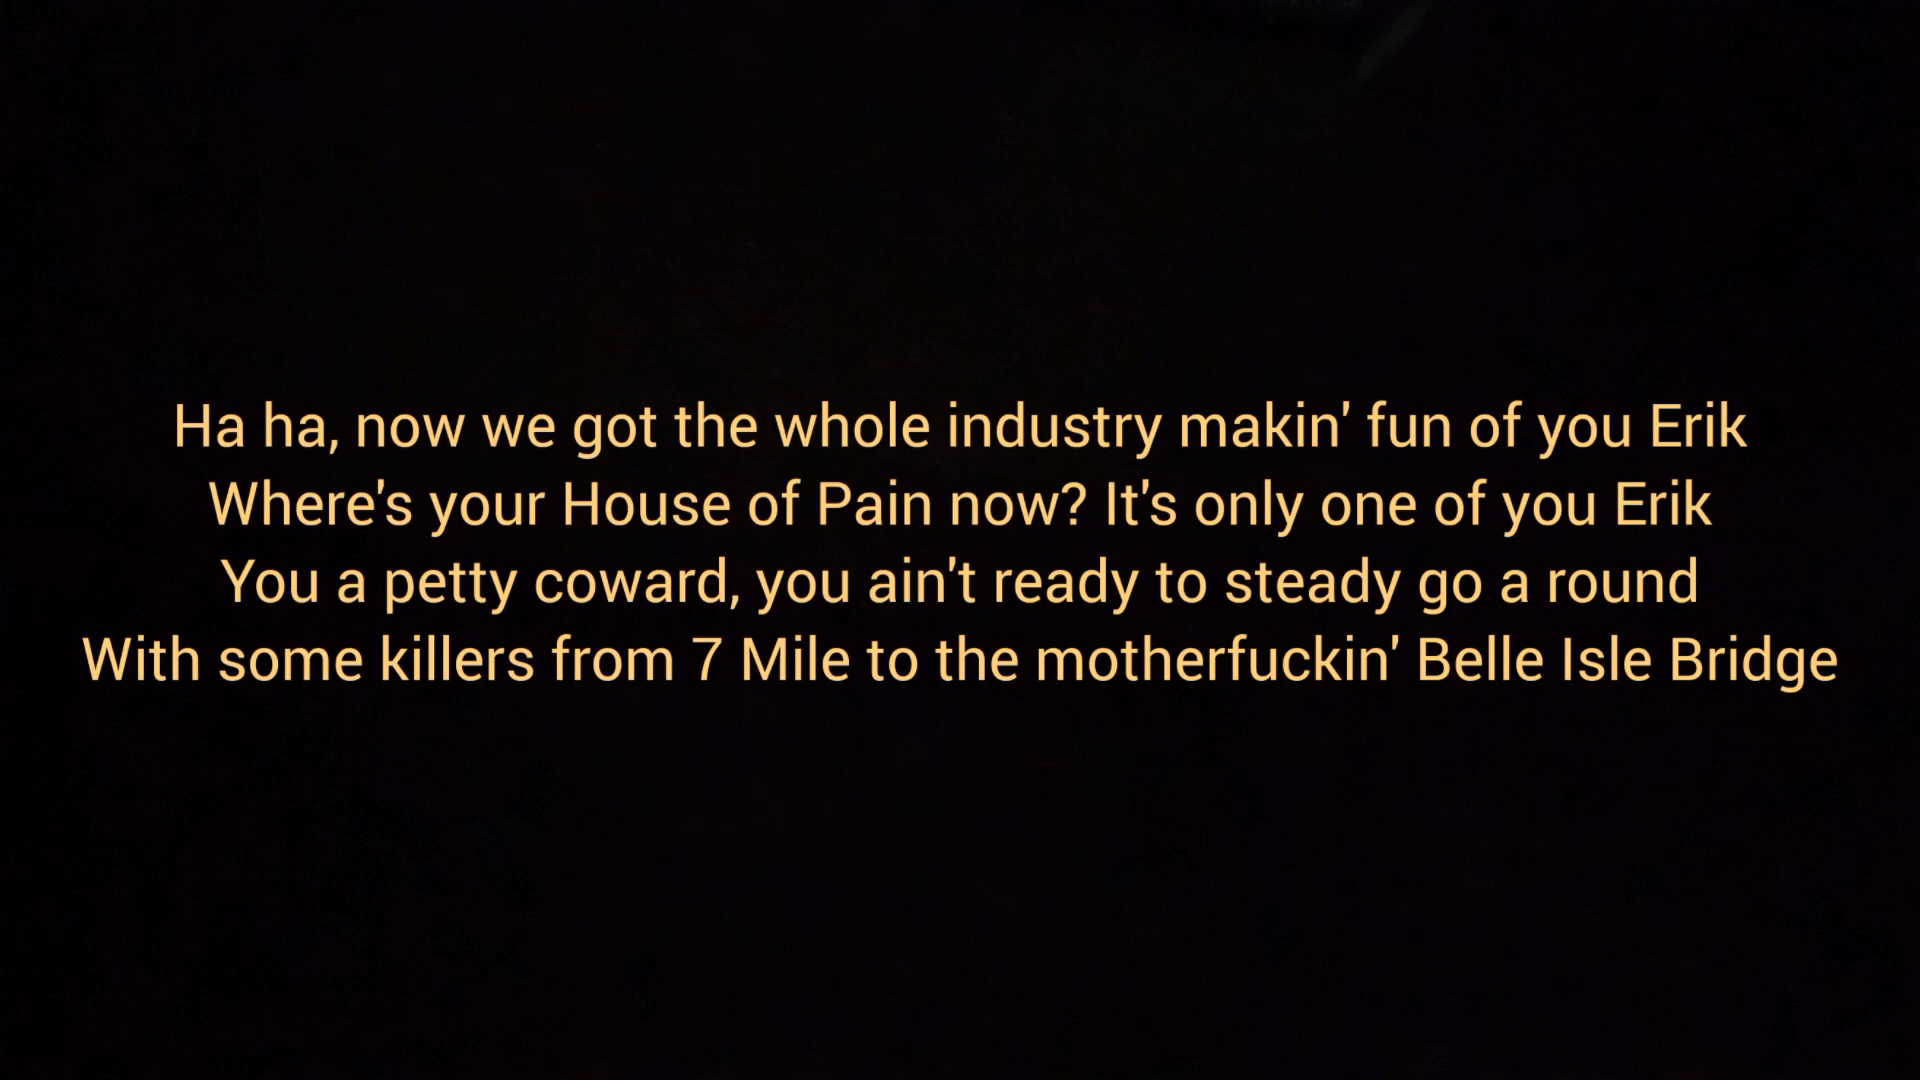 Ha ha, now we got the whole industry makin' fun of you Erik
Where's your House of Pain now? It's only one of you Erik
You a petty coward, you ain't ready to steady go a round
With some killers from 7 Mile to the motherfuckin' Belle Isle Bridge